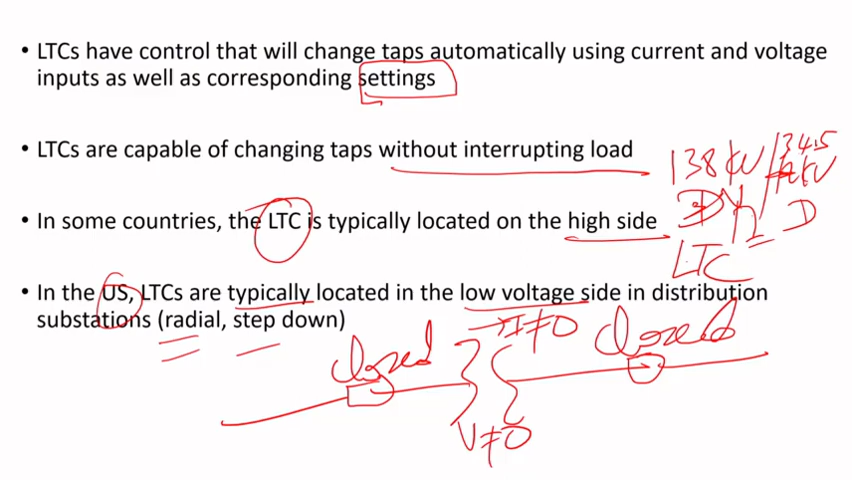 • LTCs have control that will change taps automatically using current and voltage
inputs as well as corresponding settings
• LTCs are capable of changing taps without interrupting load
138 kV / 34.5
kV
• In some countries, the LTC is typically located on the high side
D
LTC
• In the US, LTCs are typically located in the low voltage side in distribution
substations (radial, step down)
I≠0
closed
closed
V≠0